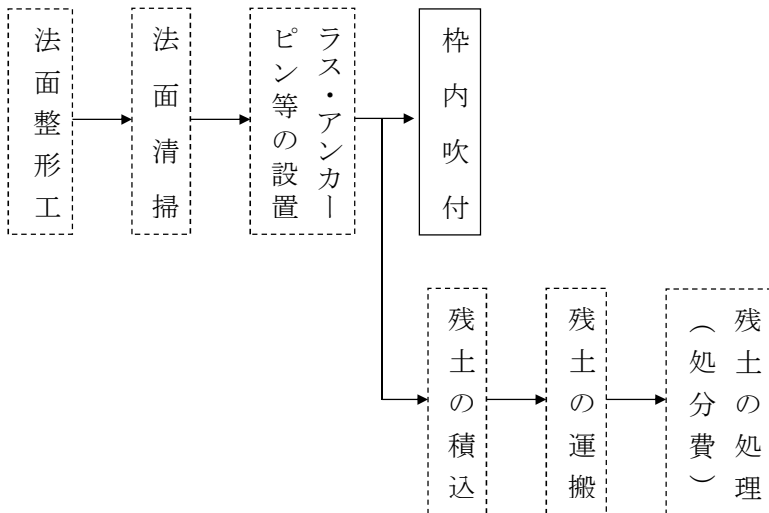 法面整形工
法面清掃
ラス・アンカー
ピン等の設置
枠内吹付
残土の積込
残土の運搬
残土の処理
（処分費）